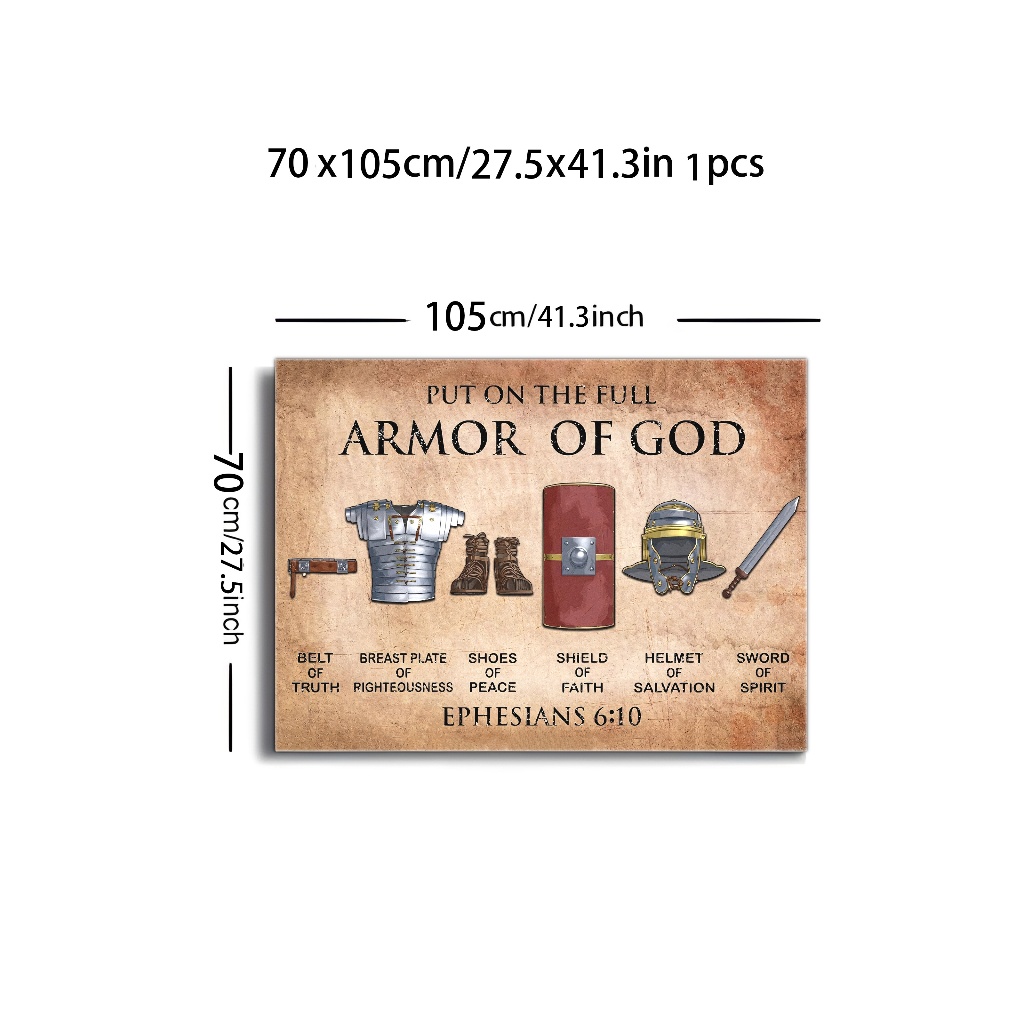 70 x105cm/27.5x41.3in 1pcs
105cm/41.3inch
70cm/27.5inch
PUT ON THE FULL
ARMOR OF GOD
BELT OF TRUTH
BREAST PLATE OF RIGHTEOUSNESS
SHOES OF PEACE
SHIELD OF FAITH
HELMET OF SALVATION
SWORD OF SPIRIT
EPHESIANS 6:10